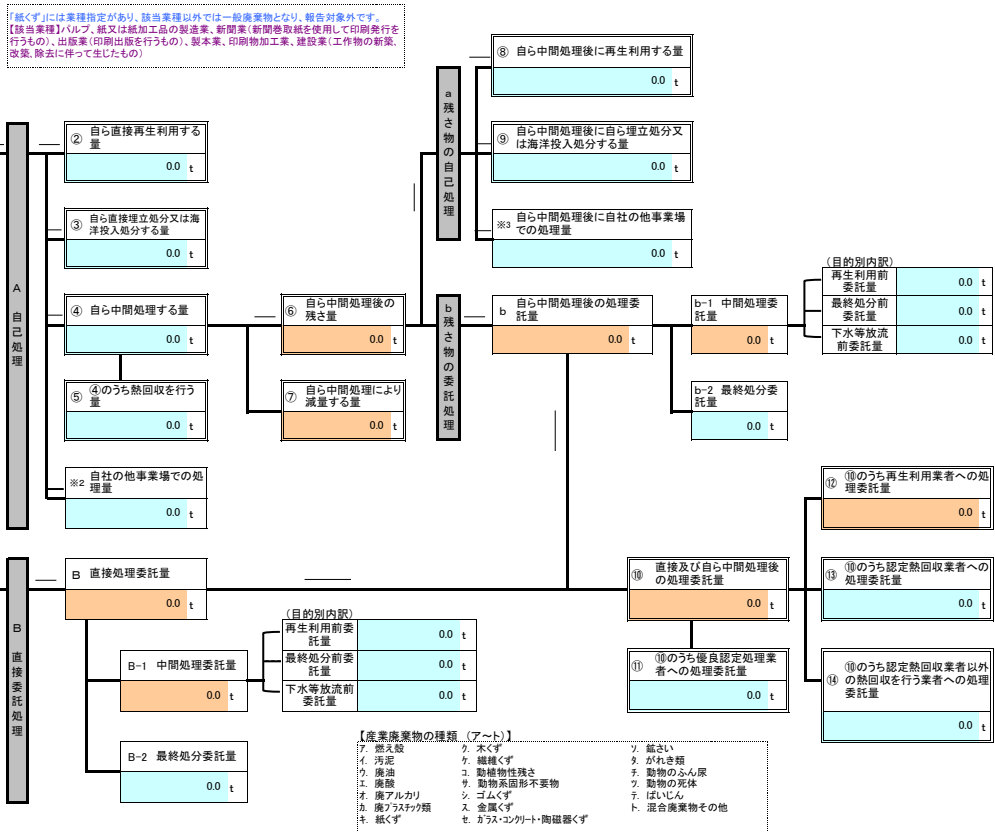 「紙くず」には業種指定があり、該当業種以外では一般廃棄物となり、報告対象外です。
【該当業種】パルプ、紙又は紙加工品の製造業、新聞業(新聞巻取紙を使用して印刷発行を
行うもの)、出版業(印刷出版を行うもの)、製本業、印刷物加工業、建設業(工作物の新築、
改築、除去に伴って生じたもの)
A 自己処理
② 自ら直接再生利用する
量
0.0 t
③ 自ら直接埋立処分又は海
洋投入処分する量
0.0 t
④ 自ら中間処理する量
0.0 t
⑤ ④のうち熱回収を行う
量
0.0 t
※2 自社の他事業場での処
理量
0.0 t
⑥ 自ら中間処理後の
残さ量
0.0 t
⑦ 自ら中間処理により
減量する量
0.0 t
a 残さ物の自己処理
⑧ 自ら中間処理後に再生利用する量
0.0 t
⑨ 自ら中間処理後に自ら埋立処分又
は海洋投入処分する量
0.0 t
※3 自ら中間処理後に自社の他事業場
での処理量
0.0 t
b 残さ物の委託処理
b 自ら中間処理後の処理委
託量
0.0 t
b-1 中間処理委
託量
0.0 t
b-2 最終処分委
託量
0.0 t
(目的別内訳)
再生利用前
委託量
0.0 t
最終処分前
委託量
0.0 t
下水等放流
前委託量
0.0 t
B 直接委託処理
B 直接処理委託量
0.0 t
B-1 中間処理委託量
0.0 t
B-2 最終処分委託量
0.0 t
(目的別内訳)
再生利用前委
託量
0.0 t
最終処分前委
託量
0.0 t
下水等放流前
委託量
0.0 t
⑩ 直接及び自ら中間処理後
の処理委託量
0.0 t
⑪ ⑩のうち優良認定処理業
者への処理委託量
0.0 t
⑫ ⑩のうち再生利用業者への処
理委託量
0.0 t
⑬ ⑩のうち認定熱回収業者への
処理委託量
0.0 t
⑭ ⑩のうち認定熱回収業者以外
の熱回収を行う業者への処理
委託量
0.0 t
【産業廃棄物の種類 (ア～ト)】
ア. 燃え殻
イ. 汚泥
ウ. 廃油
エ. 廃酸
オ. 廃アルカリ
カ. 廃プラスチック類
キ. 紙くず
ク. 木くず
ケ. 繊維くず
コ. 動植物性残さ
サ. 動物系固形不要物
シ. ゴムくず
ス. 金属くず
セ. ガラス・コンクリート・陶磁器くず
ソ. 鉱さい
タ. がれき類
チ. 動物のふん尿
ツ. 動物の死体
テ. ばいじん
ト. 混合廃棄物その他